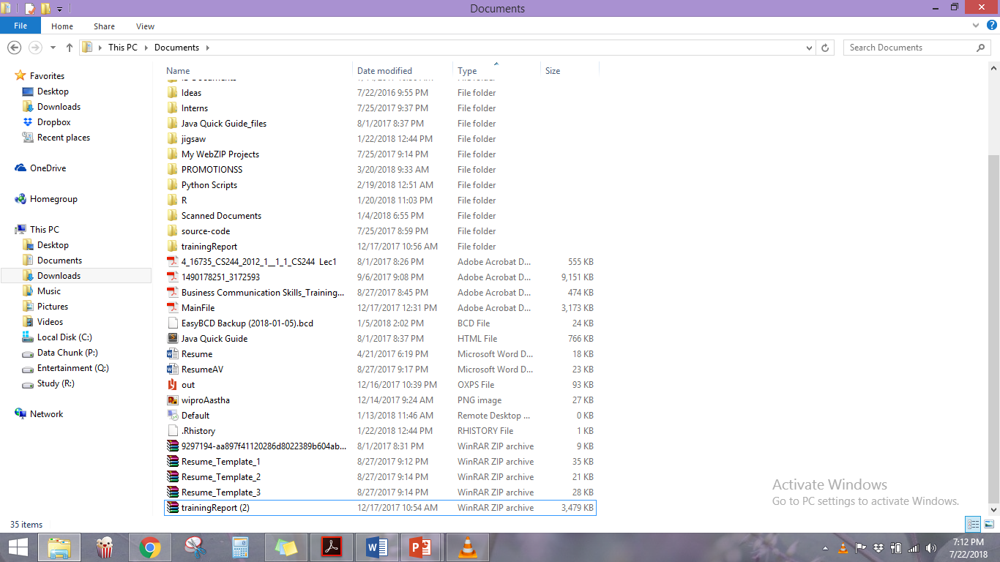 Documents
File Home Share View
This PC Documents Search Documents
Name Date modified Type Size
Favorites
Desktop
Downloads
Dropbox
Recent places
OneDrive
Homegroup
This PC
Desktop
Documents
Downloads
Music
Pictures
Videos
Local Disk (C:)
Data Chunk (P:)
Entertainment (Q:)
Study (R:)
Network
Ideas 7/22/2016 9:55 PM File folder
Interns 7/25/2017 9:37 PM File folder
Java Quick Guide_files 8/1/2017 8:37 PM File folder
jigsaw 1/22/2018 12:44 PM File folder
My WebZIP Projects 7/25/2017 9:14 PM File folder
PROMOTIONSS 3/20/2018 9:33 AM File folder
Python Scripts 2/19/2018 12:51 AM File folder
R 1/20/2018 11:03 PM File folder
Scanned Documents 1/4/2018 6:55 PM File folder
source-code 7/25/2017 8:59 PM File folder
trainingReport 12/17/2017 10:56 AM File folder
4_16735_CS244_2012_1__1_1_CS244 Lec1 8/1/2017 8:26 PM Adobe Acrobat D... 555 KB
1490178251_3172593 9/6/2017 9:08 PM Adobe Acrobat D... 9,151 KB
Business Communication Skills_Training... 8/27/2017 8:45 PM Adobe Acrobat D... 474 KB
MainFile 12/17/2017 12:31 PM Adobe Acrobat D... 3,173 KB
EasyBCD Backup (2018-01-05).bcd 1/5/2018 2:02 PM BCD File 24 KB
Java Quick Guide 8/1/2017 8:37 PM HTML File 766 KB
Resume 4/21/2017 6:19 PM Microsoft Word D... 18 KB
ResumeAV 8/27/2017 9:17 PM Microsoft Word D... 23 KB
out 12/16/2017 10:39 PM OXPS File 93 KB
wiproAastha 12/14/2017 9:24 AM PNG image 27 KB
Default 1/13/2018 11:46 AM Remote Desktop ... 0 KB
.Rhistory 1/22/2018 12:44 PM RHISTORY File 1 KB
9297194-aa897f41120286d8022389b604ab... 8/1/2017 8:31 PM WinRAR ZIP archive 9 KB
Resume_Template_1 8/27/2017 9:12 PM WinRAR ZIP archive 35 KB
Resume_Template_2 8/27/2017 9:14 PM WinRAR ZIP archive 21 KB
Resume_Template_3 8/27/2017 9:14 PM WinRAR ZIP archive 28 KB
trainingReport (2) 12/17/2017 10:54 AM WinRAR ZIP archive 3,479 KB
Activate Windows
Go to PC settings to activate Windows.
35 items
7:12 PM
7/22/2018